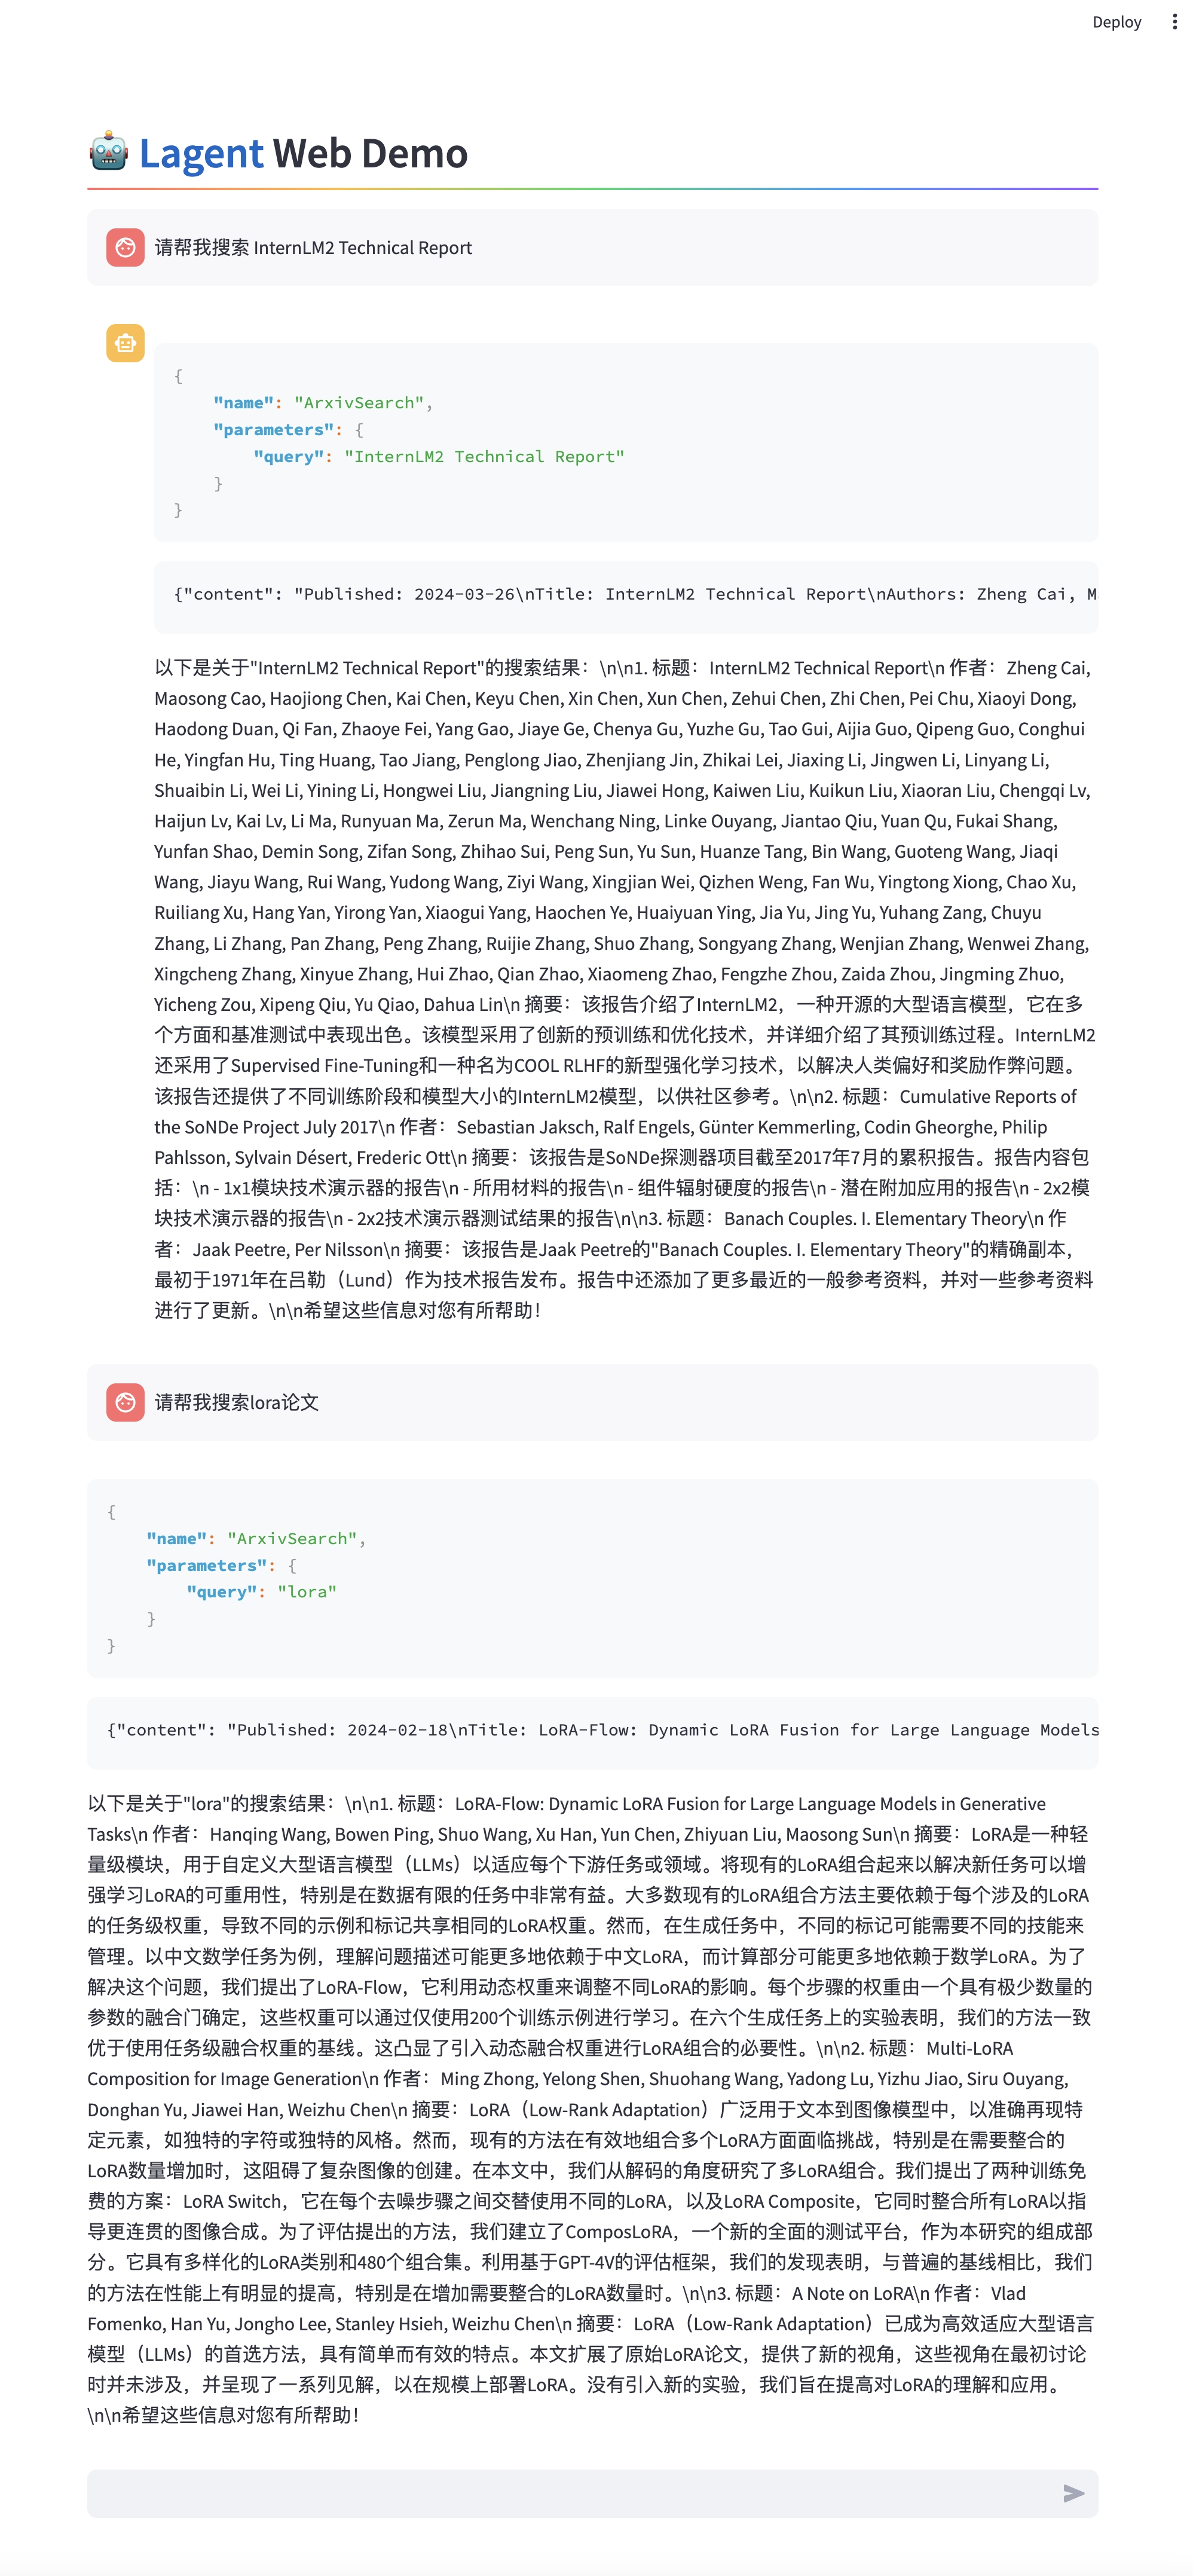 Deploy
Lagent Web Demo
请帮我搜索 InternLM2 Technical Report
{
"name": "ArxivSearch",
"parameters": {
"query": "InternLM2 Technical Report"
}
}
{"content": "Published: 2024-03-26\nTitle: InternLM2 Technical Report\nAuthors: Zheng Cai, M
以下是关于"InternLM2 Technical Report"的搜索结果：\n\n1. 标题：InternLM2 Technical Report\n 作者：Zheng Cai,
Maosong Cao, Haojiong Chen, Kai Chen, Keyu Chen, Xin Chen, Xun Chen, Zehui Chen, Zhi Chen, Pei Chu, Xiaoyi Dong,
Haodong Duan, Qi Fan, Zhaoye Fei, Yang Gao, Jiaye Ge, Chenya Gu, Yuzhe Gu, Tao Gui, Aijia Guo, Qipeng Guo, Conghui
He, Yingfan Hu, Ting Huang, Tao Jiang, Penglong Jiao, Zhenjiang Jin, Zhikai Lei, Jiaxing Li, Jingwen Li, Linyang Li,
Shuaibin Li, Wei Li, Yining Li, Hongwei Liu, Jiangning Liu, Jiawei Hong, Kaiwen Liu, Kuikun Liu, Xiaoran Liu, Chengqi Lv,
Haijun Lv, Kai Lv, Li Ma, Runyuan Ma, Zerun Ma, Wenchang Ning, Linke Ouyang, Jiantao Qiu, Yuan Qu, Fukai Shang,
Yunfan Shao, Demin Song, Zifan Song, Zhihao Sui, Peng Sun, Yu Sun, Huanze Tang, Bin Wang, Guoteng Wang, Jiaqi
Wang, Jiayu Wang, Rui Wang, Yudong Wang, Ziyi Wang, Xingjian Wei, Qizhen Weng, Fan Wu, Yingtong Xiong, Chao Xu,
Ruiliang Xu, Hang Yan, Yirong Yan, Xiaogui Yang, Haochen Ye, Huaiyuan Ying, Jia Yu, Jing Yu, Yuhang Zang, Chuyu
Zhang, Li Zhang, Pan Zhang, Peng Zhang, Ruijie Zhang, Shuo Zhang, Songyang Zhang, Wenjian Zhang, Wenwei Zhang,
Xingcheng Zhang, Xinyue Zhang, Hui Zhao, Qian Zhao, Xiaomeng Zhao, Fengzhe Zhou, Zaida Zhou, Jingming Zhuo,
Yicheng Zou, Xipeng Qiu, Yu Qiao, Dahua Lin\n 摘要：该报告介绍了InternLM2，一种开源的大型语言模型，它在多
个方面和基准测试中表现出色。该模型采用了创新的预训练和优化技术，并详细介绍了其预训练过程。InternLM2
还采用了Supervised Fine-Tuning和一种名为COOL RLHF的新型强化学习技术，以解决人类偏好和奖励作弊问题。
该报告还提供了不同训练阶段和模型大小的InternLM2模型，以供社区参考。\n\n2. 标题：Cumulative Reports of
the SoNDe Project July 2017\n 作者：Sebastian Jaksch, Ralf Engels, Günter Kemmerling, Codin Gheorghe, Philip
Pahlsson, Sylvain Désert, Frederic Ott\n 摘要：该报告是SoNDe探测器项目截至2017年7月的累积报告。报告内容包
括：\n - 1x1模块技术演示器的报告\n - 所用材料的报告\n - 组件辐射硬度的报告\n - 潜在附加应用的报告\n - 2x2模
块技术演示器的报告\n - 2x2技术演示器测试结果的报告\n\n3. 标题：Banach Couples. I. Elementary Theory\n 作
者：Jaak Peetre, Per Nilsson\n 摘要：该报告是Jaak Peetre的"Banach Couples. I. Elementary Theory"的精确副本，
最初于1971年在吕勒（Lund）作为技术报告发布。报告中还添加了更多最近的一般参考资料，并对一些参考资料
进行了更新。\n\n希望这些信息对您有所帮助！
请帮我搜索lora论文
{
"name": "ArxivSearch",
"parameters": {
"query": "lora"
}
}
{"content": "Published: 2024-02-18\nTitle: LoRA-Flow: Dynamic LoRA Fusion for Large Language Models
以下是关于"lora"的搜索结果：\n\n1. 标题：LoRA-Flow: Dynamic LoRA Fusion for Large Language Models in Generative
Tasks\n 作者：Hanqing Wang, Bowen Ping, Shuo Wang, Xu Han, Yun Chen, Zhiyuan Liu, Maosong Sun\n 摘要：LoRA是一种轻
量级模块，用于自定义大型语言模型（LLMs）以适应每个下游任务或领域。将现有的LoRA组合起来以解决新任务可以增
强学习LoRA的可重用性，特别是在数据有限的任务中非常有益。大多数现有的LoRA组合方法主要依赖于每个涉及的LoRA
的任务级权重，导致不同的示例和标记共享相同的LoRA权重。然而，在生成任务中，不同的标记可能需要不同的技能来
管理。以中文数学任务为例，理解问题描述可能更多地依赖于中文LoRA，而计算部分可能更多地依赖于数学LoRA。为了
解决这个问题，我们提出了LoRA-Flow，它利用动态权重来调整不同LoRA的影响。每个步骤的权重由一个具有极少数量的
参数的融合门确定，这些权重可以通过仅使用200个训练示例进行学习。在六个生成任务上的实验表明，我们的方法一致
优于使用任务级融合权重的基线。这凸显了引入动态融合权重进行LoRA组合的必要性。\n\n2. 标题：Multi-LoRA
Composition for Image Generation\n 作者：Ming Zhong, Yelong Shen, Shuohang Wang, Yadong Lu, Yizhu Jiao, Siru Ouyang,
Donghan Yu, Jiawei Han, Weizhu Chen\n 摘要：LoRA（Low-Rank Adaptation）广泛用于文本到图像模型中，以准确再现特
定元素，如独特的字符或独特的风格。然而，现有的方法在有效地组合多个LoRA方面面临挑战，特别是在需要整合的
LoRA数量增加时，这阻碍了复杂图像的创建。在本文中，我们从解码的角度研究了多LoRA组合。我们提出了两种训练免
费的方案：LoRA Switch，它在每个去噪步骤之间交替使用不同的LoRA，以及LoRA Composite，它同时整合所有LoRA以指
导更连贯的图像合成。为了评估提出的方法，我们建立了ComposLoRA，一个新的全面的测试平台，作为本研究的组成部
分。它具有多样化的LoRA类别和480个组合集。利用基于GPT-4V的评估框架，我们的发现表明，与普遍的基线相比，我们
的方法在性能上有明显的提高，特别是在增加需要整合的LoRA数量时。\n\n3. 标题：A Note on LoRA\n 作者：Vlad
Fomenko, Han Yu, Jongho Lee, Stanley Hsieh, Weizhu Chen\n 摘要：LoRA（Low-Rank Adaptation）已成为高效适应大型语言
模型（LLMs）的首选方法，具有简单而有效的特点。本文扩展了原始LoRA论文，提供了新的视角，这些视角在最初讨论
时并未涉及，并呈现了一系列见解，以在规模上部署LoRA。没有引入新的实验，我们旨在提高对LoRA的理解和应用。
\n\n希望这些信息对您有所帮助！